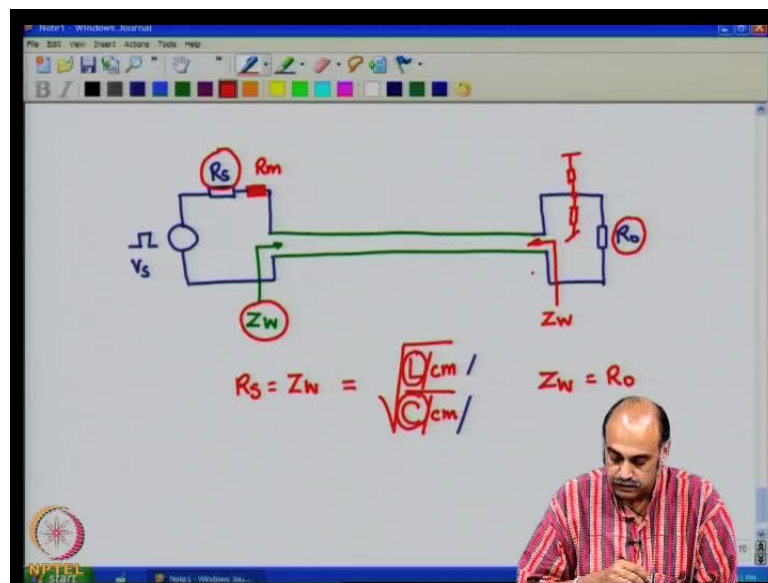 Note1 - Windows Journal
File Edit View Insert Actions Tools Help
B I
Rs Rm
Vs
Ro
Zw Zw
Rs = Zw = √(L/cm / C/cm) Zw = Ro
NPTEL
start Note1 - Windows Jou...